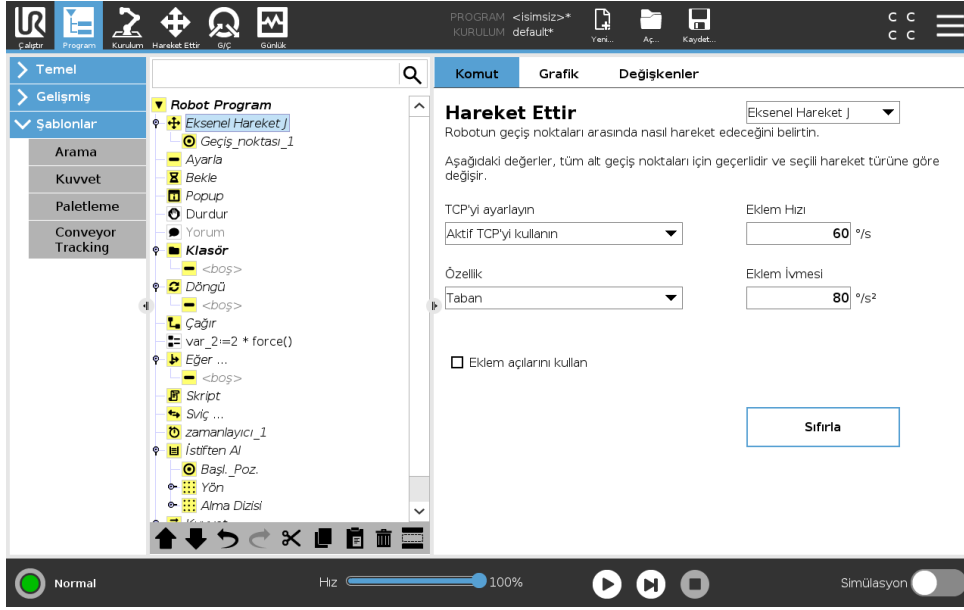 PROGRAM <isimsiz>*
KURULUM default*
Çalıştır
Program
Kurulum
Hareket Ettir
G/Ç
Günlük
Yeni...
Aç...
Kaydet...
C C
C C
Temel
Gelişmiş
Şablonlar
Arama
Kuvvet
Paletleme
Conveyor
Tracking
Robot Program
Eksenel Hareket J
Geçiş_noktası_1
Ayarla
Bekle
Popup
Durdur
Yorum
Klasör
<boş>
Döngü
<boş>
Çağır
var_2:=2 * force()
Eğer ...
<boş>
Skript
Sviç ...
zamanlayıcı_1
İstiften Al
Başl._Poz.
Yön
Alma Dizisi
Komut
Grafik
Değişkenler
Hareket Ettir
Eksenel Hareket J
Robotun geçiş noktaları arasında nasıl hareket edeceğini belirtin.
Aşağıdaki değerler, tüm alt geçiş noktaları için geçerlidir ve seçili hareket türüne göre
değişir.
TCP'yi ayarlayın
Eklem Hızı
Aktif TCP'yi kullanın
60 °/s
Özellik
Eklem İvmesi
Taban
80 °/s²
Eklem açılarını kullan
Sıfırla
Normal
Hız
100%
Simülasyon